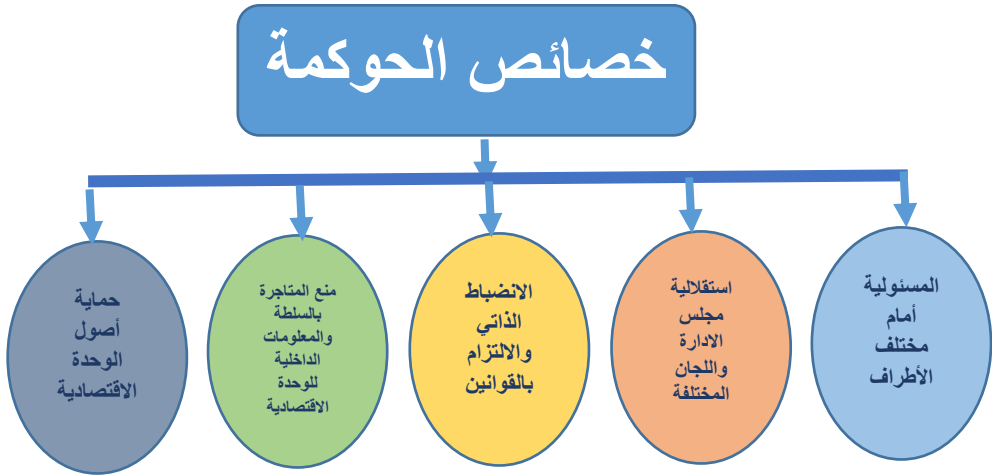 خصائص الحوكمة
المسئولية
أمام
مختلف
الأطراف
استقلالية
مجلس
الادارة
واللجان
المختلفة
الانضباط
الذاتي
والالتزام
بالقوانين
منع المتاجرة
بالسلطة
والمعلومات
الداخلية
للوحدة
الاقتصادية
حماية
أصول
الوحدة
الاقتصادية